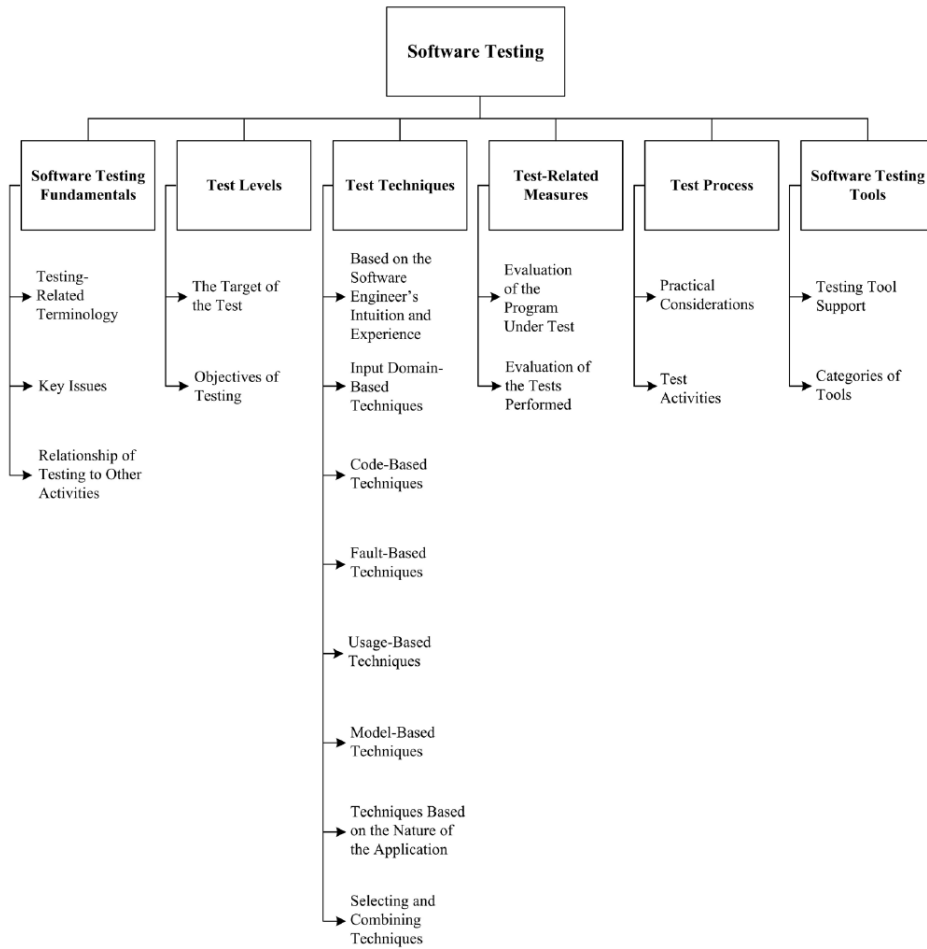 Software Testing
Software Testing
Fundamentals
Test Levels
Test Techniques
Test-Related
Measures
Test Process
Software Testing
Tools
Testing-
Related
Terminology
Key Issues
Relationship of
Testing to Other
Activities
The Target of
the Test
Objectives of
Testing
Based on the
Software
Engineer’s
Intuition and
Experience
Input Domain-
Based
Techniques
Code-Based
Techniques
Fault-Based
Techniques
Usage-Based
Techniques
Model-Based
Techniques
Techniques Based
on the Nature of
the Application
Selecting and
Combining
Techniques
Evaluation
of the
Program
Under Test
Evaluation of
the Tests
Performed
Practical
Considerations
Test
Activities
Testing Tool
Support
Categories of
Tools